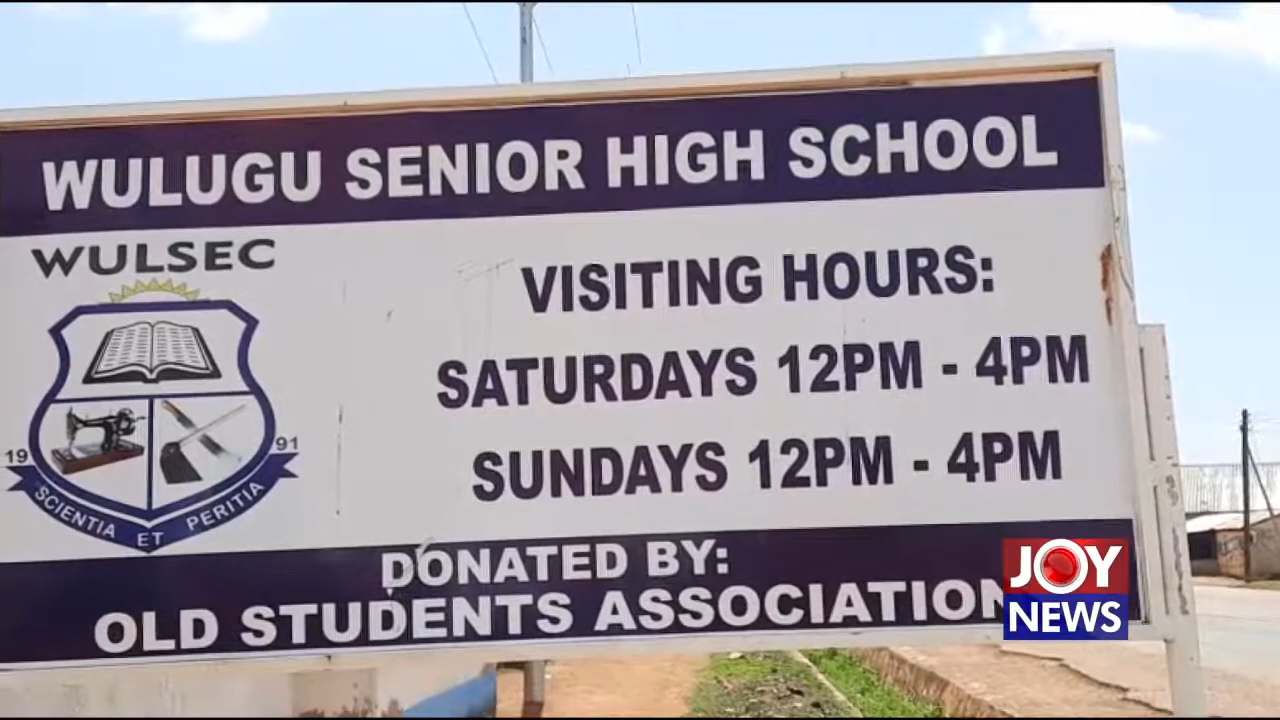 WULUGU SENIOR HIGH SCHOOL
WULSEC
19 91
SCIENTIA ET PERITIA
VISITING HOURS:
SATURDAYS 12PM - 4PM
SUNDAYS 12PM - 4PM
DONATED BY:
OLD STUDENTS ASSOCIATION
JOY
NEWS